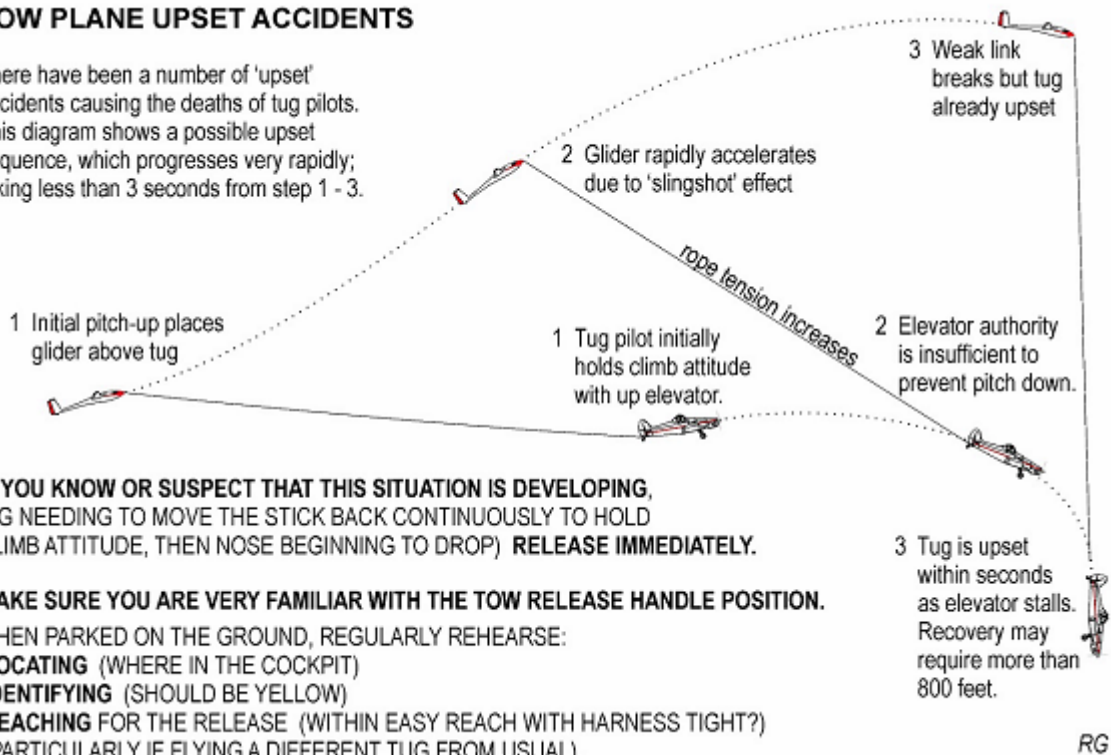 OW PLANE UPSET ACCIDENTS
here have been a number of ‘upset’
ccidents causing the deaths of tug pilots.
his diagram shows a possible upset
equence, which progresses very rapidly;
king less than 3 seconds from step 1 - 3.
3 Weak link
breaks but tug
already upset
2 Glider rapidly accelerates
due to ‘slingshot’ effect
rope tension increases
1 Initial pitch-up places
glider above tug
1 Tug pilot initially
holds climb attitude
with up elevator.
2 Elevator authority
is insufficient to
prevent pitch down.
YOU KNOW OR SUSPECT THAT THIS SITUATION IS DEVELOPING,
G NEEDING TO MOVE THE STICK BACK CONTINUOUSLY TO HOLD
LIMB ATTITUDE, THEN NOSE BEGINNING TO DROP) RELEASE IMMEDIATELY.
AKE SURE YOU ARE VERY FAMILIAR WITH THE TOW RELEASE HANDLE POSITION.
HEN PARKED ON THE GROUND, REGULARLY REHEARSE:
OCATING (WHERE IN THE COCKPIT)
DENTIFYING (SHOULD BE YELLOW)
EACHING FOR THE RELEASE (WITHIN EASY REACH WITH HARNESS TIGHT?)
PARTICULARLY IF FLYING A DIFFERENT TUG FROM USUAL)
3 Tug is upset
within seconds
as elevator stalls.
Recovery may
require more than
800 feet.
RG